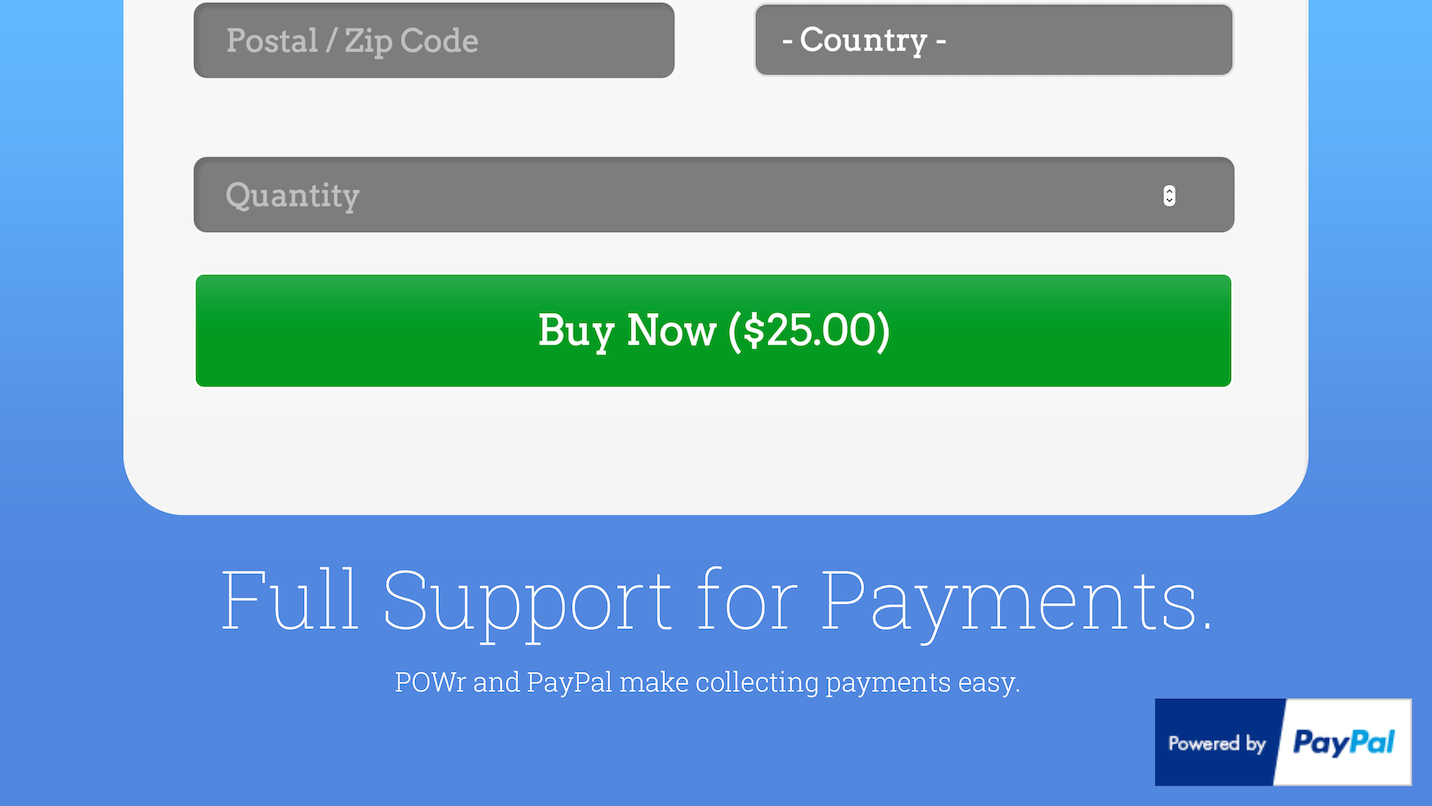 Postal / Zip Code
- Country -
Quantity
Buy Now ($25.00)
Full Support for Payments.
POWr and PayPal make collecting payments easy.
Powered by PayPal